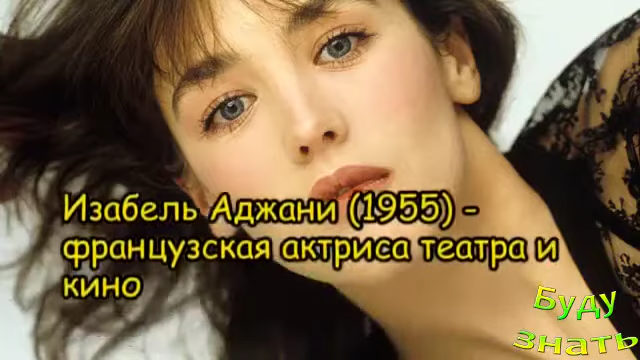 Изабель Аджани (1955) -
французская актриса театра и
кино
Буду
знать